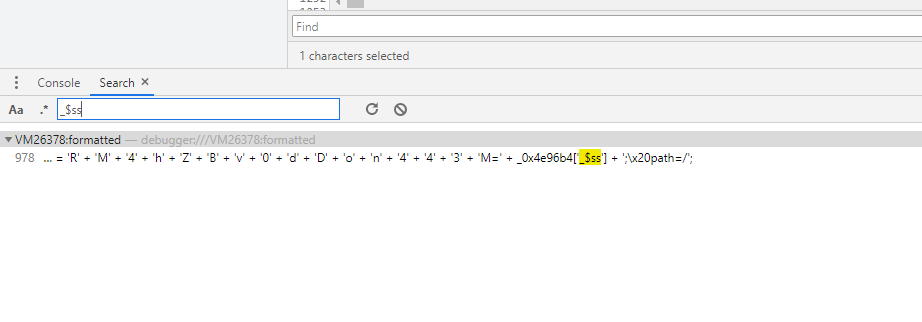 Find
1 characters selected
Console Search ×
Aa .* _$ss
VM26378:formatted — debugger:///VM26378:formatted
978 ... = 'R' + 'M' + '4' + 'h' + 'Z' + 'B' + 'v' + '0' + 'd' + 'D' + 'o' + 'n' + '4' + '4' + '3' + 'M=' + _0x4e96b4['_$ss'] + ';\x20path=/';